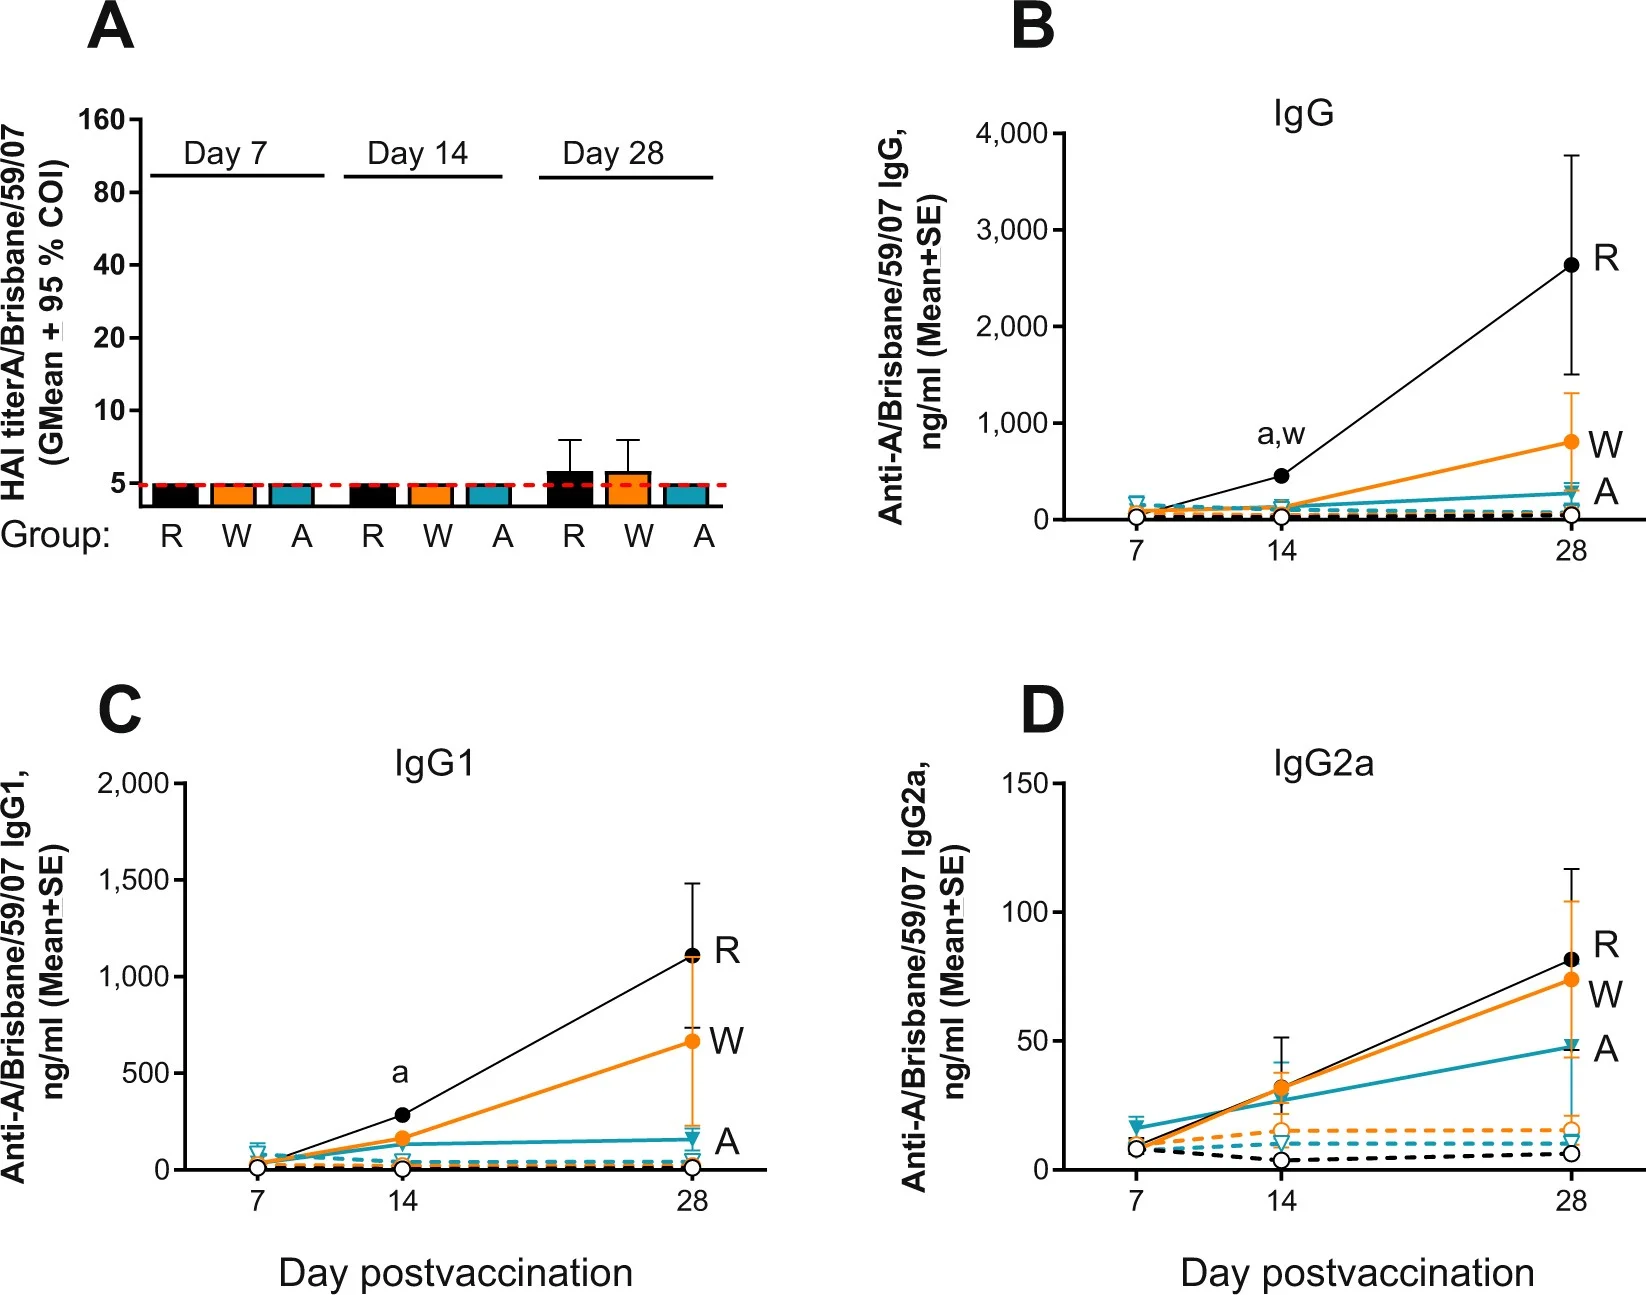 A
HAI titerA/Brisbane/59/07
(GMean ± 95 % COI)
160
80
40
20
10
5
Day 7 Day 14 Day 28
Group: R W A R W A R W A
B
IgG
Anti-A/Brisbane/59/07 IgG,
ng/ml (Mean±SE)
4,000
3,000
2,000
1,000
0
a,w
R
W
A
7 14 28
C
IgG1
Anti-A/Brisbane/59/07 IgG1,
ng/ml (Mean±SE)
2,000
1,500
1,000
500
0
a
R
W
A
7 14 28
Day postvaccination
D
IgG2a
Anti-A/Brisbane/59/07 IgG2a,
ng/ml (Mean±SE)
150
100
50
0
R
W
A
7 14 28
Day postvaccination